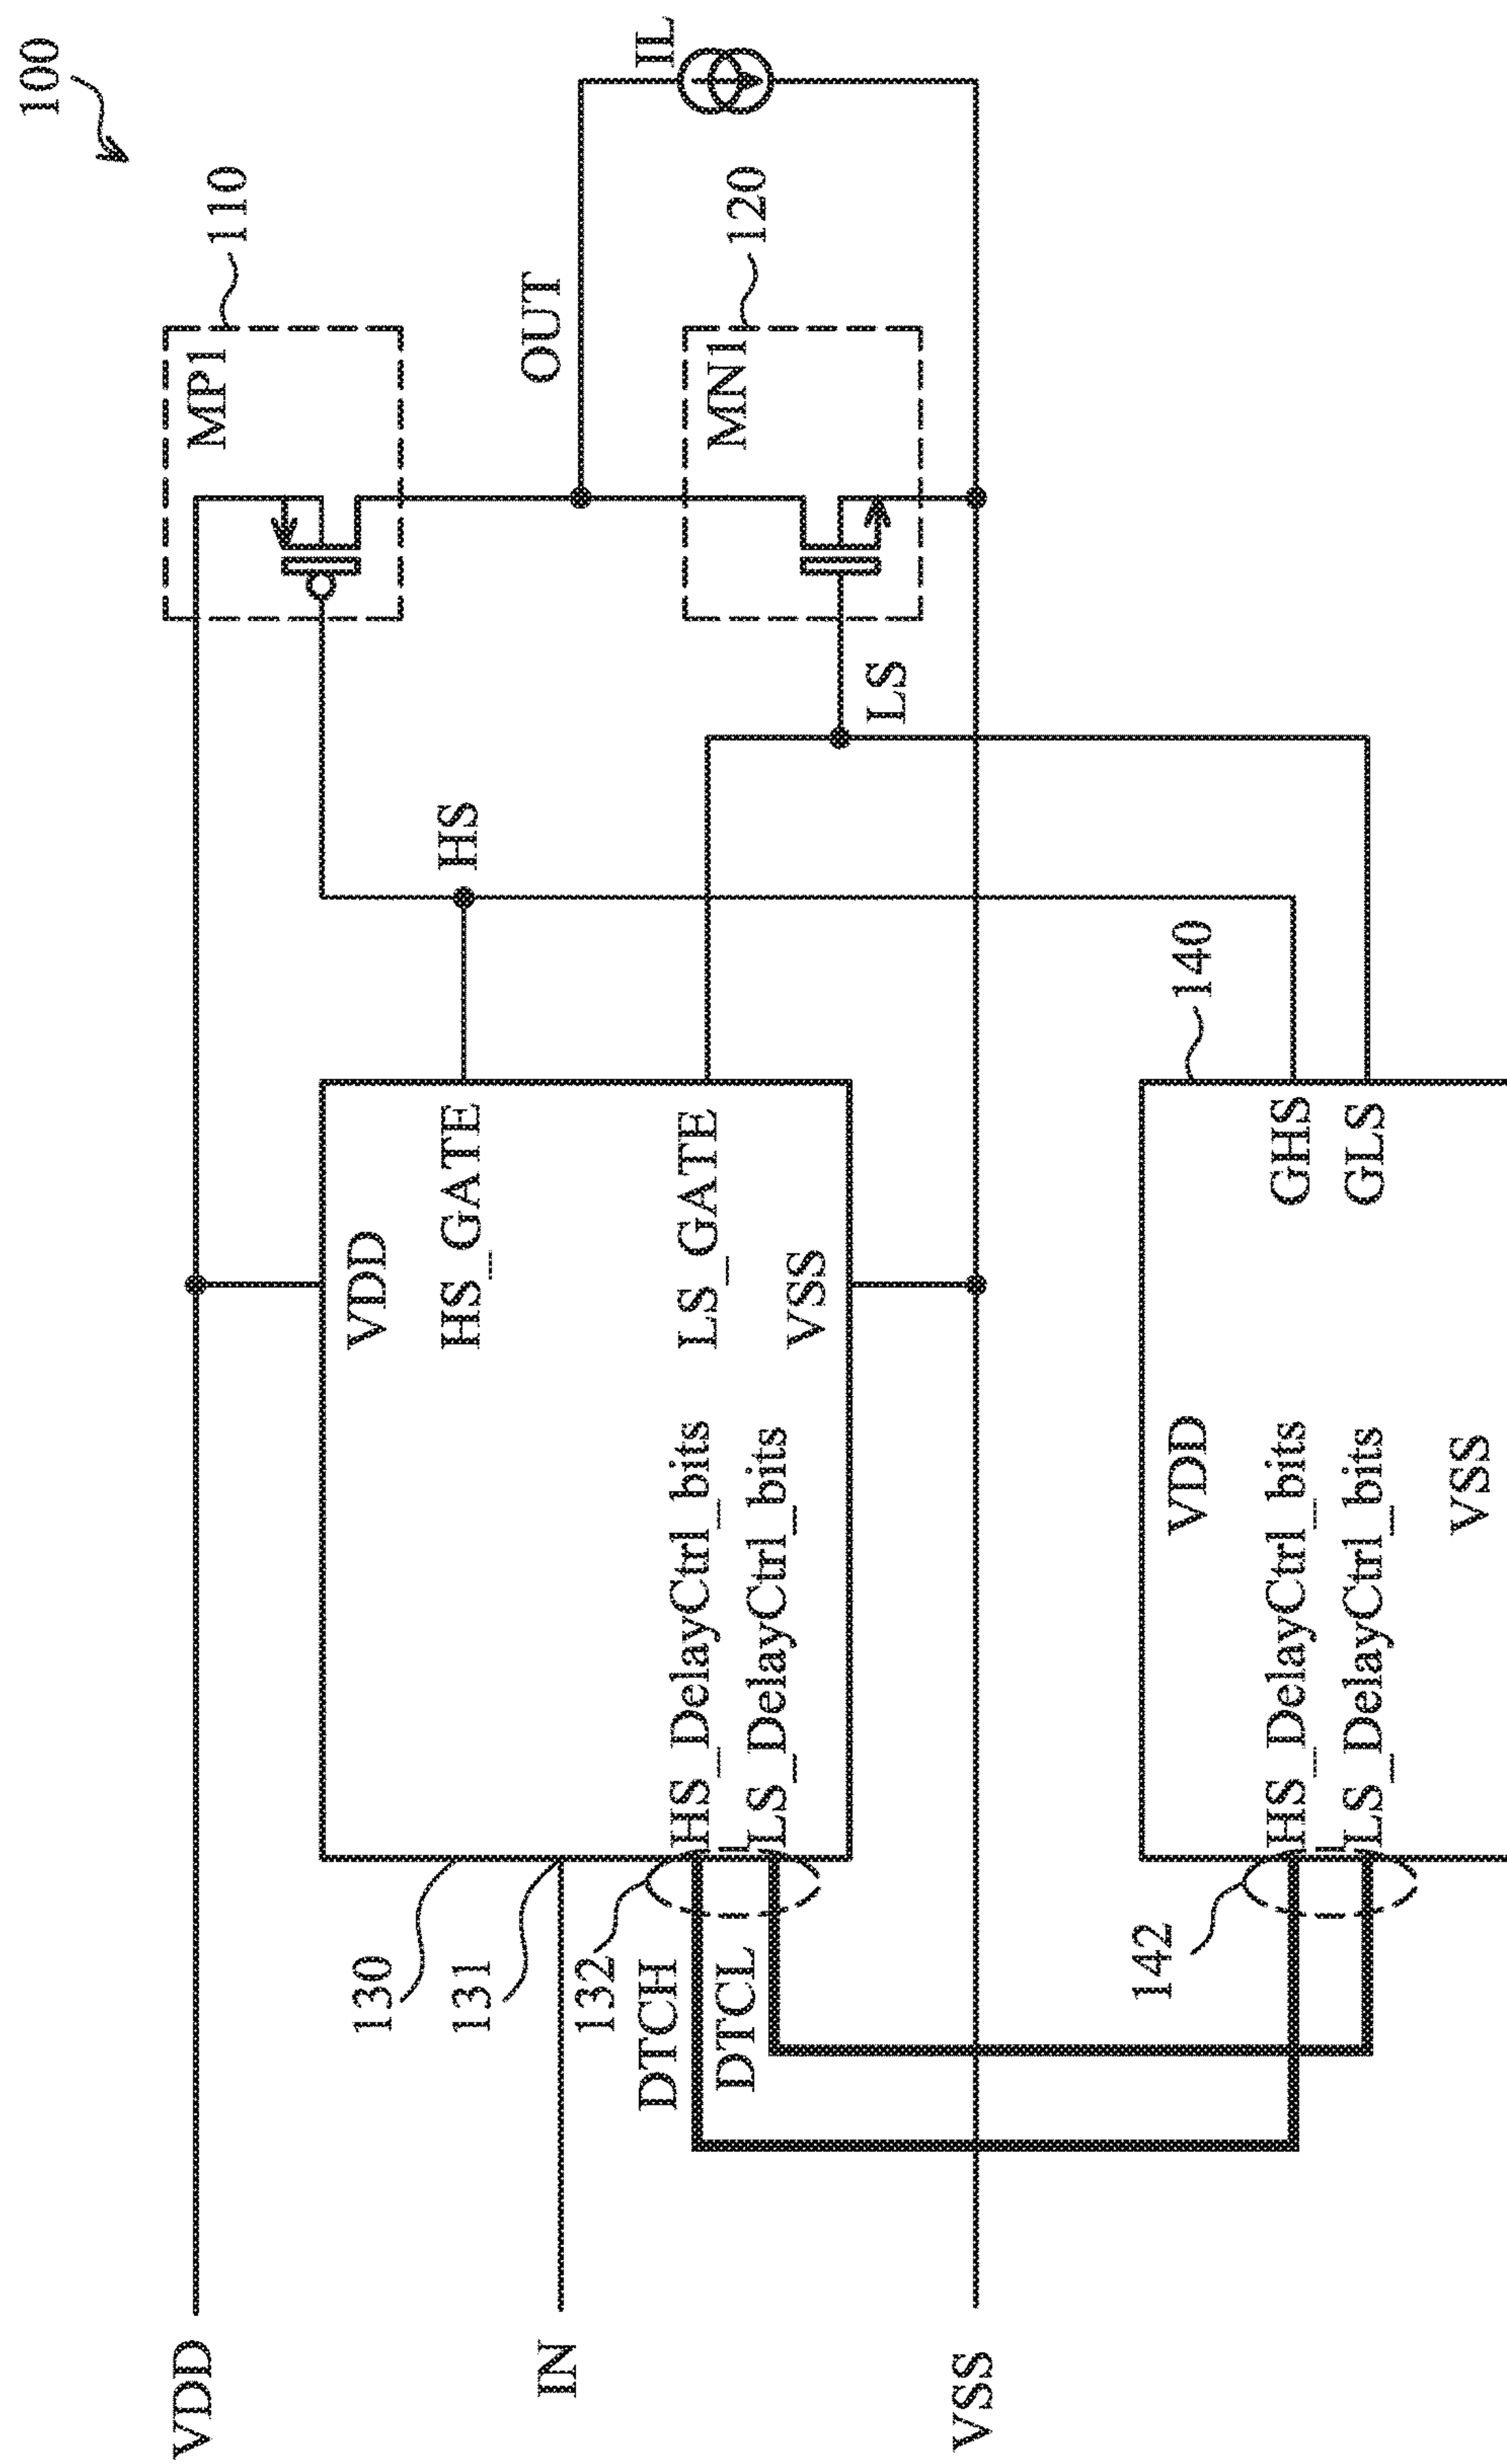 100
VDD
MP1
110
VDD
HS_GATE
HS
OUT
IL
130
131
IN
132
DTCH
DTCL
HS_DelayCtrl_bits
LS_DelayCtrl_bits
LS_GATE
VSS
LS
MN1
120
VSS
142
140
VDD
HS_DelayCtrl_bits
LS_DelayCtrl_bits
GHS
GLS
VSS